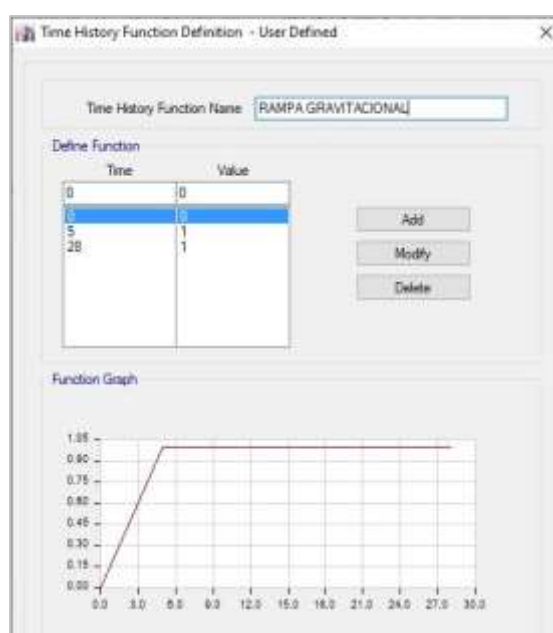 Time History Function Definition - User Defined
Time History Function Name RAMPA GRAVITACIONAL
Define Function
Time Value
0 0
0 0
5 1
28 1
Add
Modify
Delete
Function Graph
1.05
0.90
0.75
0.60
0.45
0.30
0.15
0.00
0.0 3.0 6.0 9.0 12.0 15.0 18.0 21.0 24.0 27.0 30.0